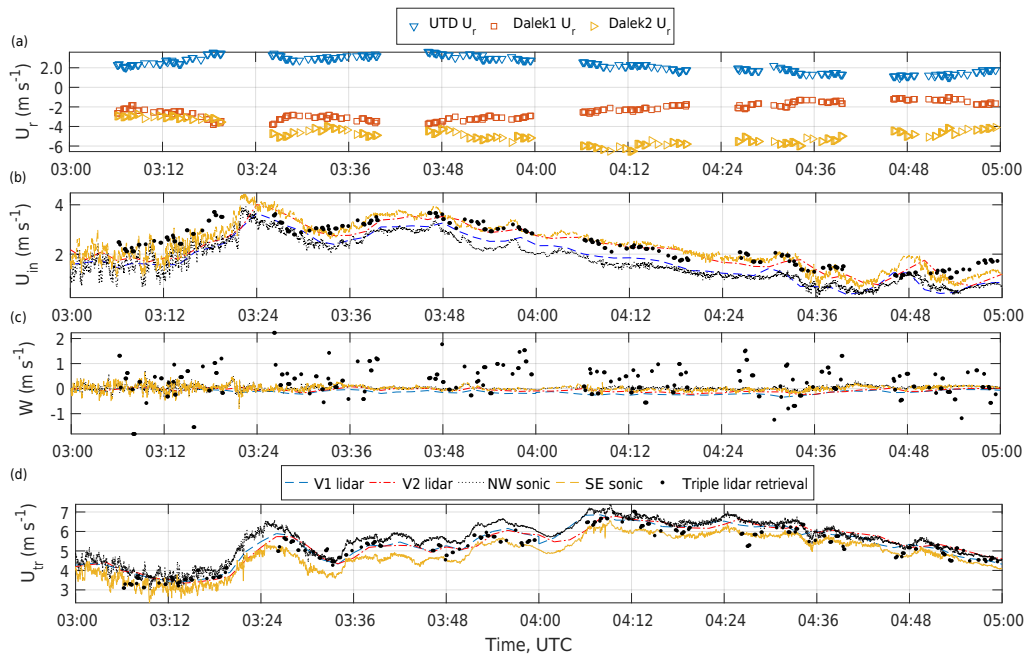 UTD U_r Dalek1 U_r Dalek2 U_r
(a)
U_r (m s^-1)
2.0
0
-2
-4
-6
03:00 03:12 03:24 03:36 03:48 04:00 04:12 04:24 04:36 04:48 05:00
(b)
U_in (m s^-1)
4
2
03:00 03:12 03:24 03:36 03:48 04:00 04:12 04:24 04:36 04:48 05:00
(c)
W (m s^-1)
2
1
0
-1
03:00 03:12 03:24 03:36 03:48 04:00 04:12 04:24 04:36 04:48 05:00
(d)
V1 lidar V2 lidar NW sonic SE sonic Triple lidar retrieval
U_tr (m s^-1)
7
6
5
4
3
03:00 03:12 03:24 03:36 03:48 04:00 04:12 04:24 04:36 04:48 05:00
Time, UTC